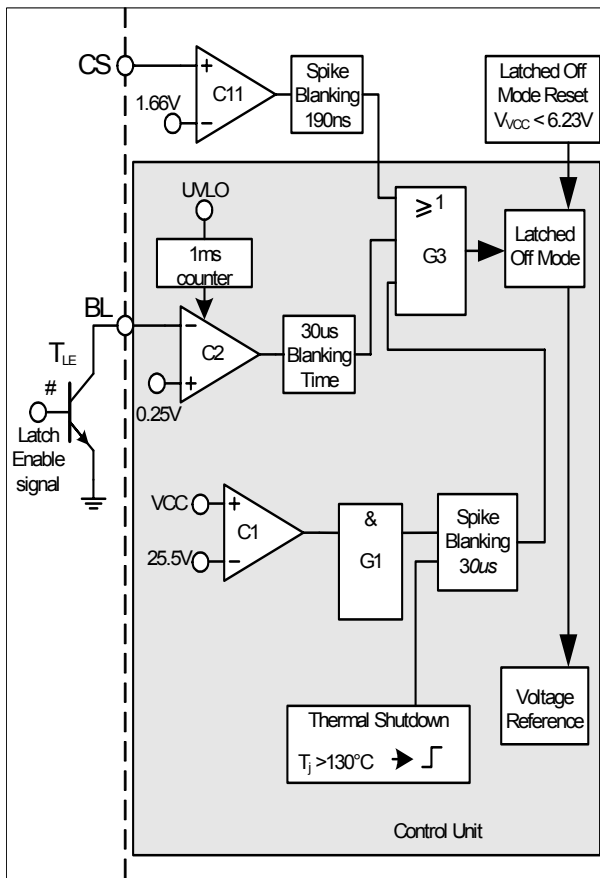 CS
+
C11
1.66V
−
Spike
Blanking
190ns
Latched Off
Mode Reset
VVCC < 6.23V
UVLO
1ms
counter
≥1
G3
Latched
Off Mode
BL
−
C2
+
0.25V
30us
Blanking
Time
TLE
#
Latch
Enable
signal
VCC
+
C1
25.5V
−
&
G1
Spike
Blanking
30us
Thermal Shutdown
Tj >130°C
Voltage
Reference
Control Unit